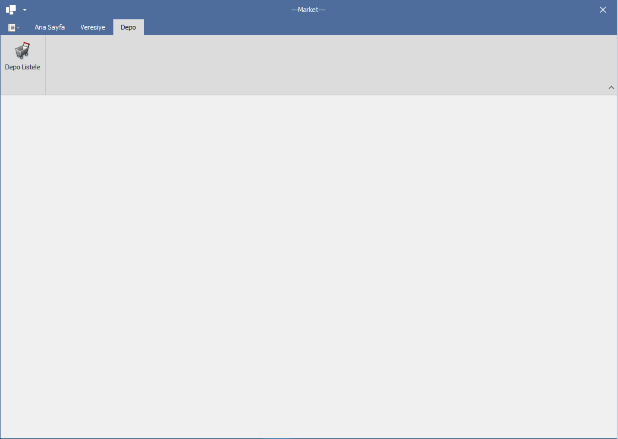 ---Market---
Ana Sayfa
Veresiye
Depo
Depo Listele